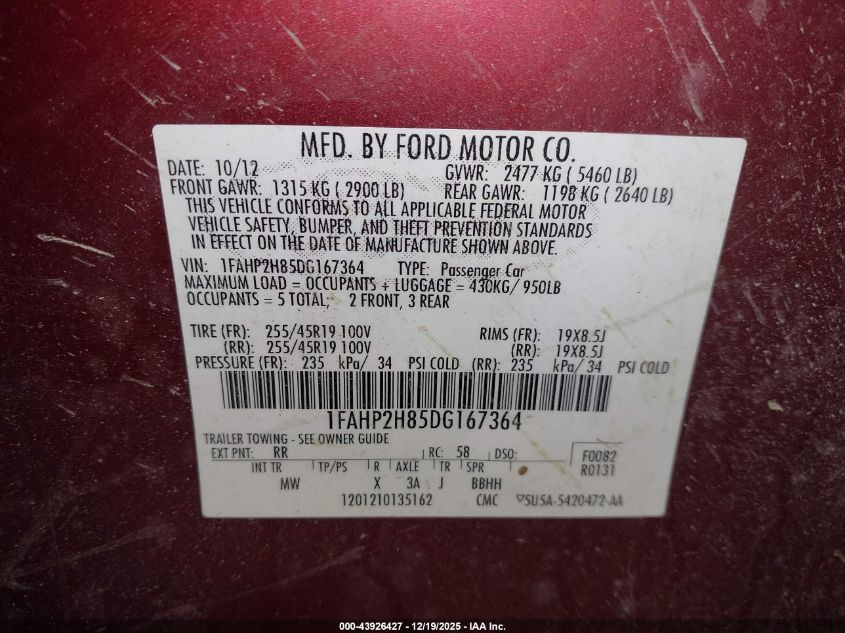 MFD. BY FORD MOTOR CO.
DATE: 10/12 GVWR: 2477 KG ( 5460 LB)
FRONT GAWR: 1315 KG ( 2900 LB) REAR GAWR: 1198 KG ( 2640 LB)
THIS VEHICLE CONFORMS TO ALL APPLICABLE FEDERAL MOTOR
VEHICLE SAFETY, BUMPER, AND THEFT PREVENTION STANDARDS
IN EFFECT ON THE DATE OF MANUFACTURE SHOWN ABOVE.
VIN: 1FAHP2H85DG167364 TYPE: Passenger Car
MAXIMUM LOAD = OCCUPANTS + LUGGAGE = 430KG/ 950LB
OCCUPANTS = 5 TOTAL; 2 FRONT, 3 REAR
TIRE (FR): 255/45R19 100V RIMS (FR): 19X8.5J
(RR): 255/45R19 100V (RR): 19X8.5J
PRESSURE (FR): 235 kPa/ 34 PSI COLD (RR): 235 kPa/ 34 PSI COLD
1FAHP2H85DG167364
TRAILER TOWING - SEE OWNER GUIDE
EXT PNT: RR RC: 58 DSO: F0082
INT TR TP/PS R AXLE TR SPR R0131
MW X 3A J BBHH
1201210135162 CMC ▽5U5A-5420472-AA
000-43926427 - 12/19/2025 - IAA Inc.